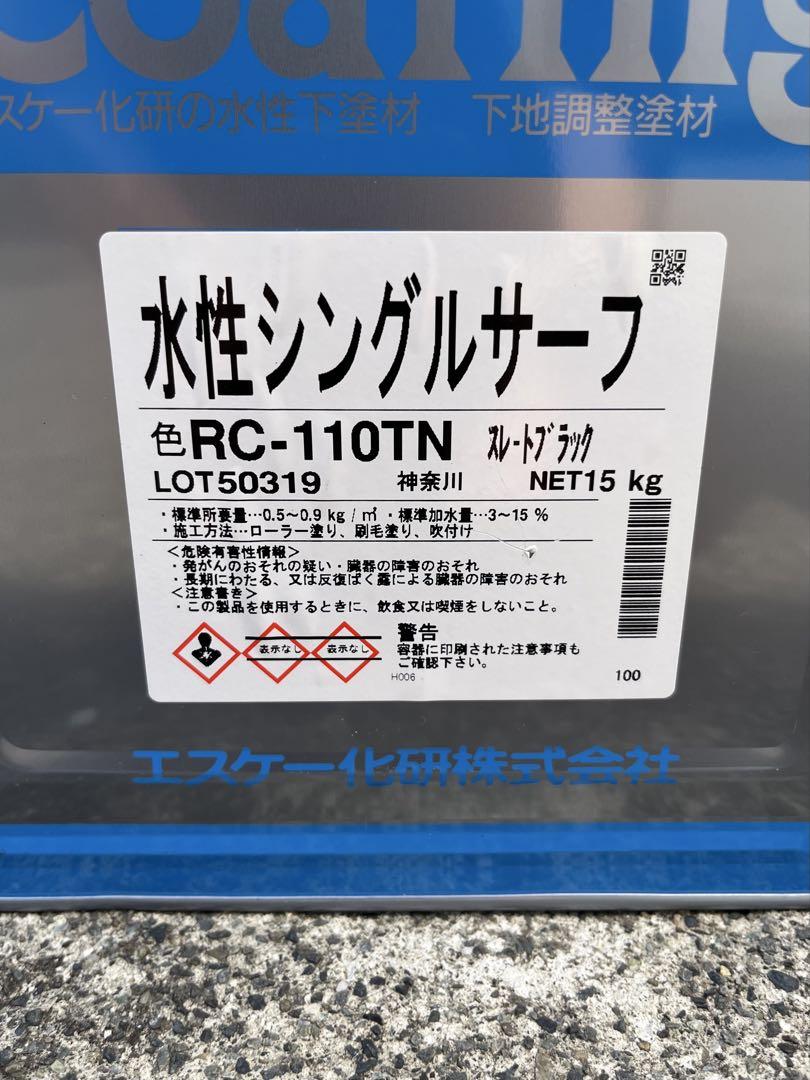 coating
スケー化研の水性下塗材 下地調整塗材
水性シングルサーフ
色RC-110TN スレートブラック
LOT50319 神奈川 NET15 kg
・標準所要量…0.5~0.9 kg / ㎡ ・標準加水量…3~15 %
・施工方法…ローラー塗り、刷毛塗り、吹付け
<危険有害性情報>
・発がんのおそれの疑い・臓器の障害のおそれ
・長期にわたる、又は反復ばく露による臓器の障害のおそれ
<注意書き>
・この製品を使用するときに、飲食又は喫煙をしないこと。
表示なし 表示なし
警告
容器に印刷された注意事項も
ご確認下さい。
H006 100
エスケー化研株式会社